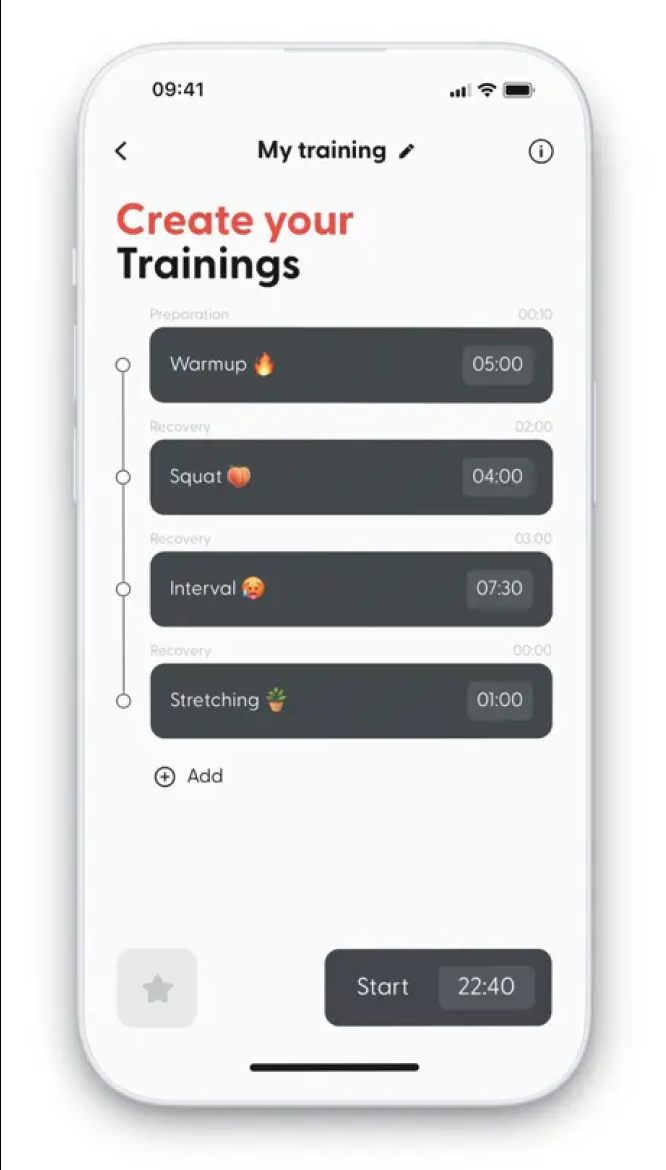 09:41
My training
Create your
Trainings
Preparation 00:10
Warmup 🔥 05:00
Recovery 02:00
Squat 🍑 04:00
Recovery 03:00
Interval 🥵 07:30
Recovery 00:00
Stretching 🪴 01:00
Add
Start 22:40